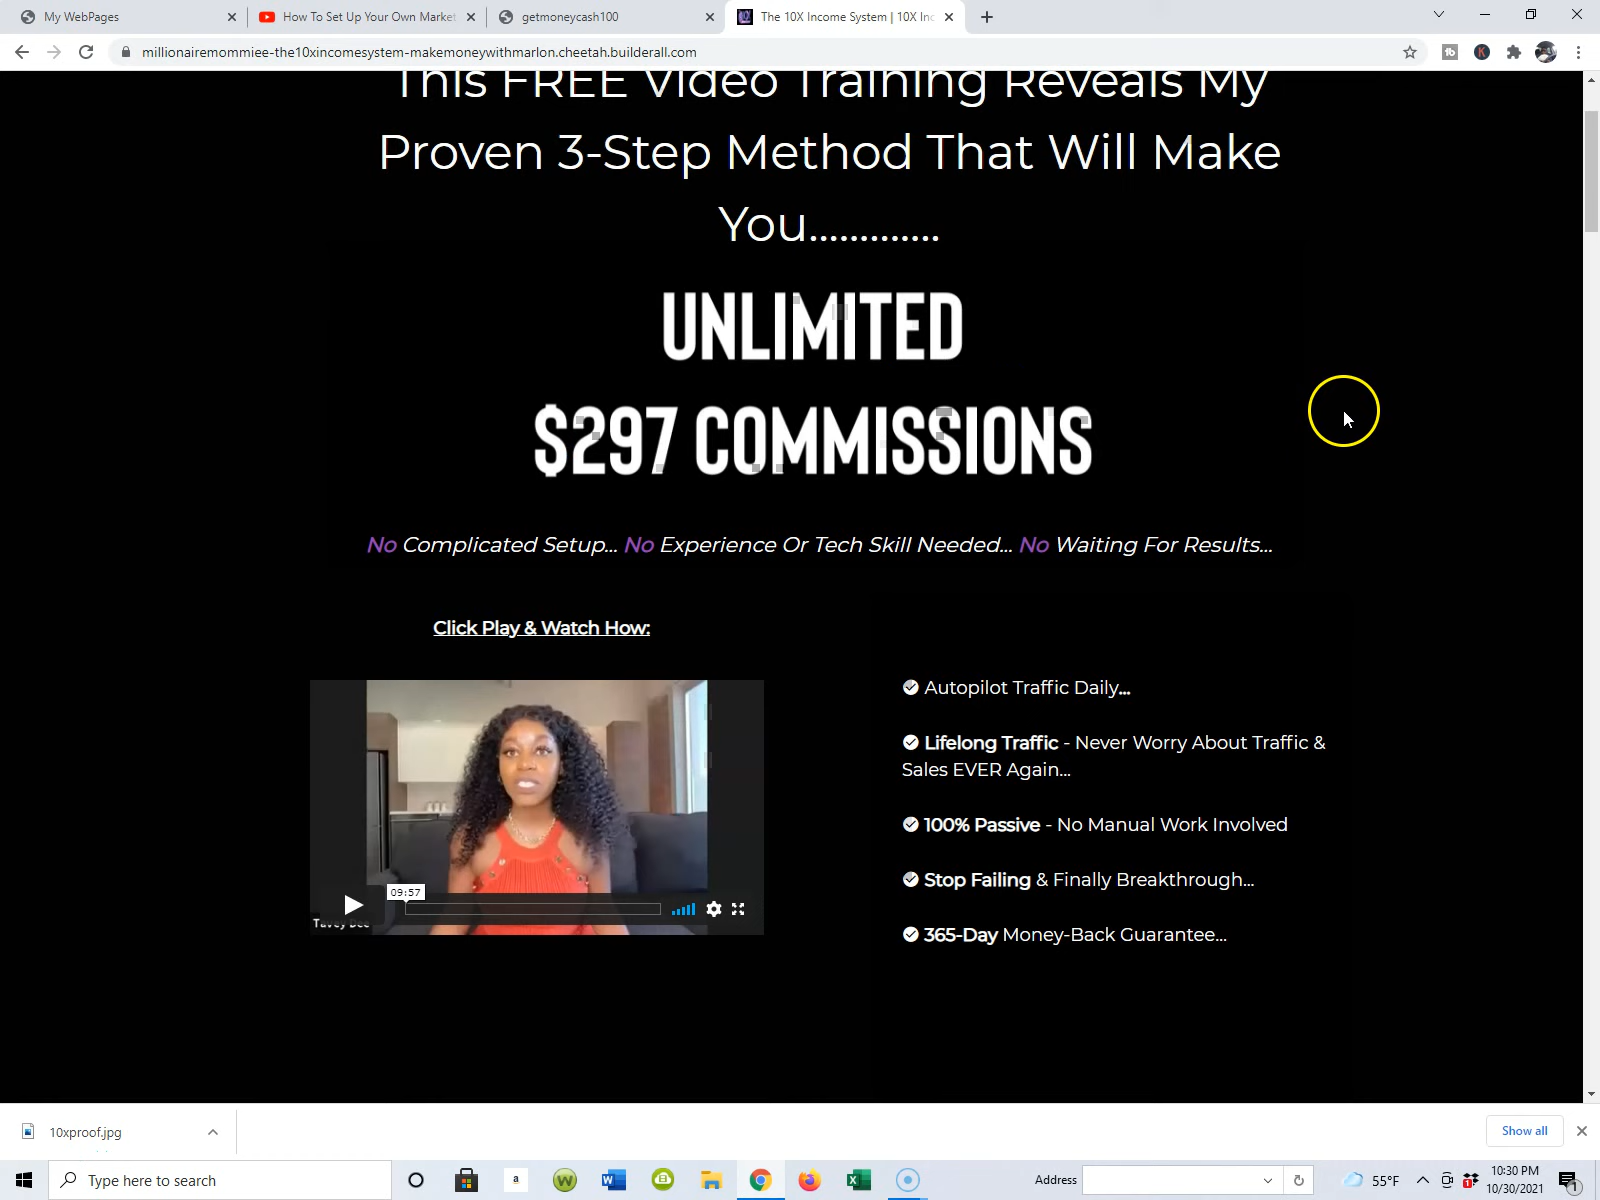 My WebPages
How To Set Up Your Own Market
getmoneycash100
The 10X Income System | 10X Inc
millionairemommiee-the10xincomesystem-makemoneywithmarlon.cheetah.builderall.com
This FREE Video Training Reveals My
Proven 3-Step Method That Will Make
You.............
UNLIMITED
$297 COMMISSIONS
No Complicated Setup... No Experience Or Tech Skill Needed... No Waiting For Results...
Click Play & Watch How:
09:57
Tavey Dee
Autopilot Traffic Daily...
Lifelong Traffic - Never Worry About Traffic &
Sales EVER Again...
100% Passive - No Manual Work Involved
Stop Failing & Finally Breakthrough...
365-Day Money-Back Guarantee...
10xproof.jpg
Show all
Type here to search
Address
55°F
10:30 PM
10/30/2021